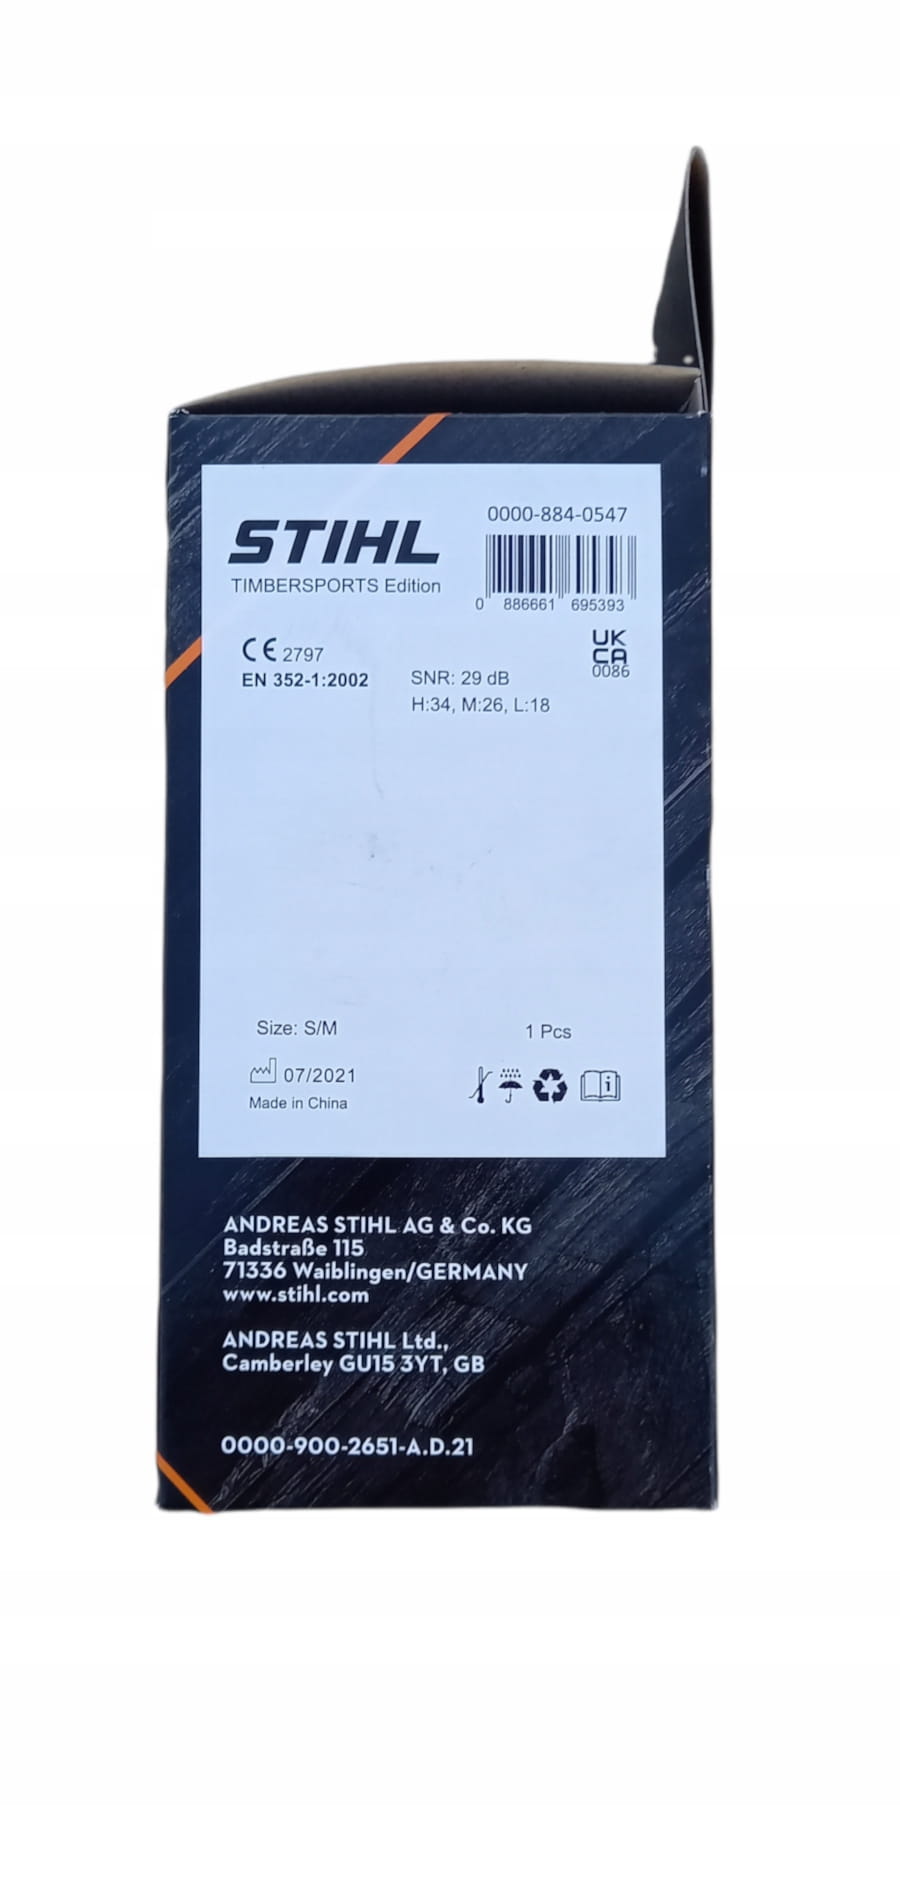 STIHL
TIMBERSPORTS Edition
0000-884-0547
0 886661 695393
CE 2797
EN 352-1:2002
SNR: 29 dB
H:34, M:26, L:18
UK
CA
0086
Size: S/M
1 Pcs
07/2021
Made in China
ANDREAS STIHL AG & Co. KG
Badstraße 115
71336 Waiblingen/GERMANY
www.stihl.com
ANDREAS STIHL Ltd.,
Camberley GU15 3YT, GB
0000-900-2651-A.D.21